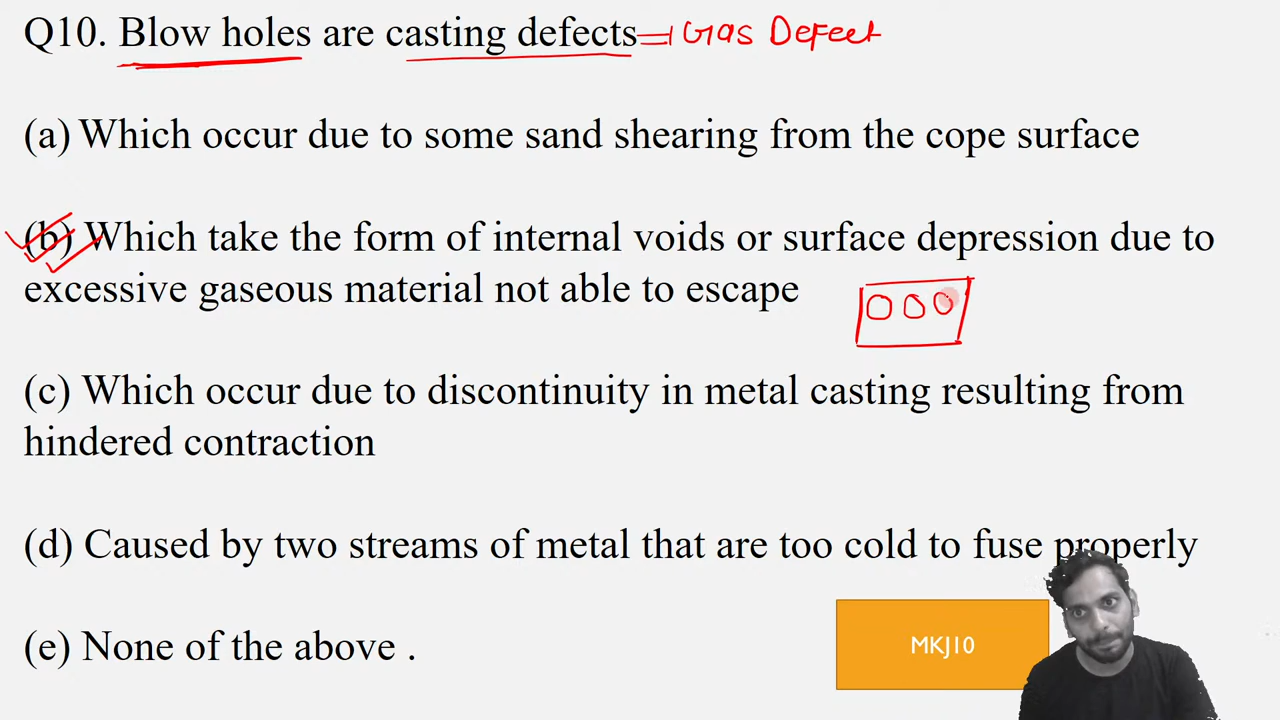 Q10. Blow holes are casting defects = Gas Defect
(a) Which occur due to some sand shearing from the cope surface
(b) Which take the form of internal voids or surface depression due to
excessive gaseous material not able to escape
(c) Which occur due to discontinuity in metal casting resulting from
hindered contraction
(d) Caused by two streams of metal that are too cold to fuse properly
(e) None of the above .
MKJ10